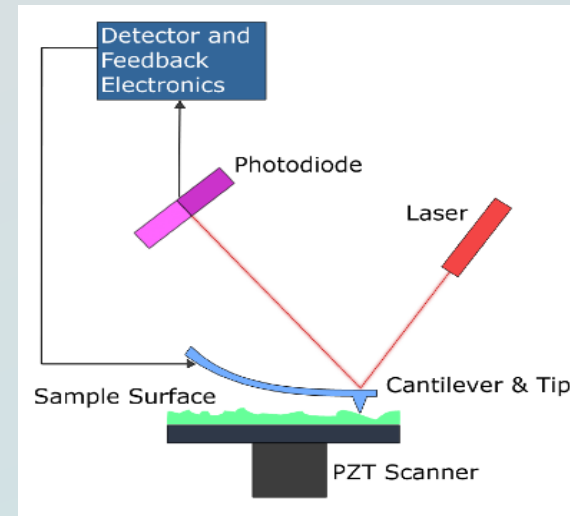 Detector and
Feedback
Electronics
Photodiode
Laser
Cantilever & Tip
Sample Surface
PZT Scanner